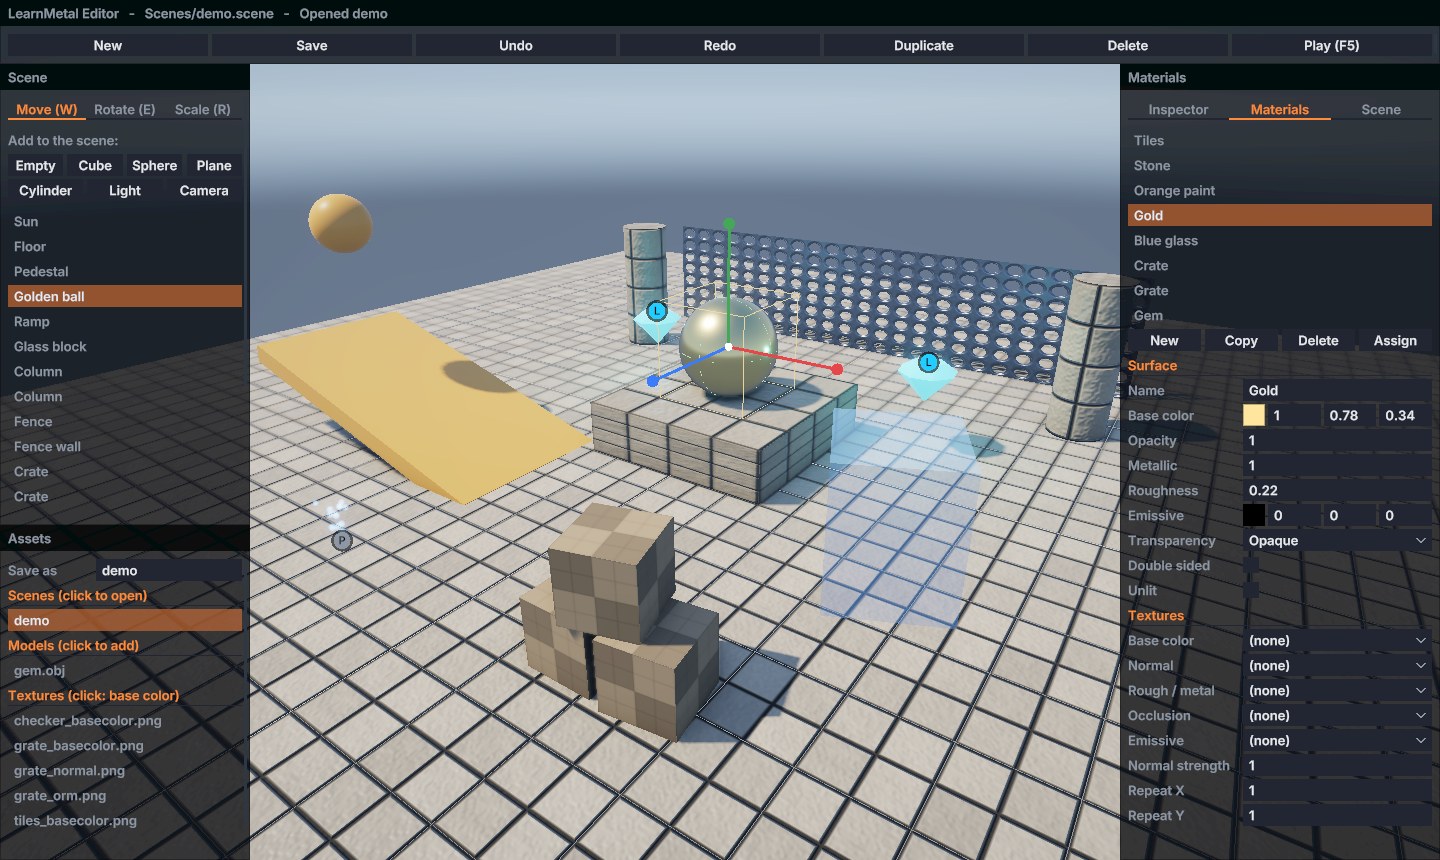 LearnMetal Editor - Scenes/demo.scene - Opened demo
New Save Undo Redo Duplicate Delete Play (F5)
Scene
Move (W) Rotate (E) Scale (R)
Add to the scene:
Empty Cube Sphere Plane
Cylinder Light Camera
Sun
Floor
Pedestal
Golden ball
Ramp
Glass block
Column
Column
Fence
Fence wall
Crate
Crate
Assets
Save as demo
Scenes (click to open)
demo
Models (click to add)
gem.obj
Textures (click: base color)
checker_basecolor.png
grate_basecolor.png
grate_normal.png
grate_orm.png
tiles_basecolor.png
L
L
P
Materials
Inspector Materials Scene
Tiles
Stone
Orange paint
Gold
Blue glass
Crate
Grate
Gem
New Copy Delete Assign
Surface
Name Gold
Base color 1 0.78 0.34
Opacity 1
Metallic 1
Roughness 0.22
Emissive 0 0 0
Transparency Opaque
Double sided
Unlit
Textures
Base color (none)
Normal (none)
Rough / metal (none)
Occlusion (none)
Emissive (none)
Normal strength 1
Repeat X 1
Repeat Y 1